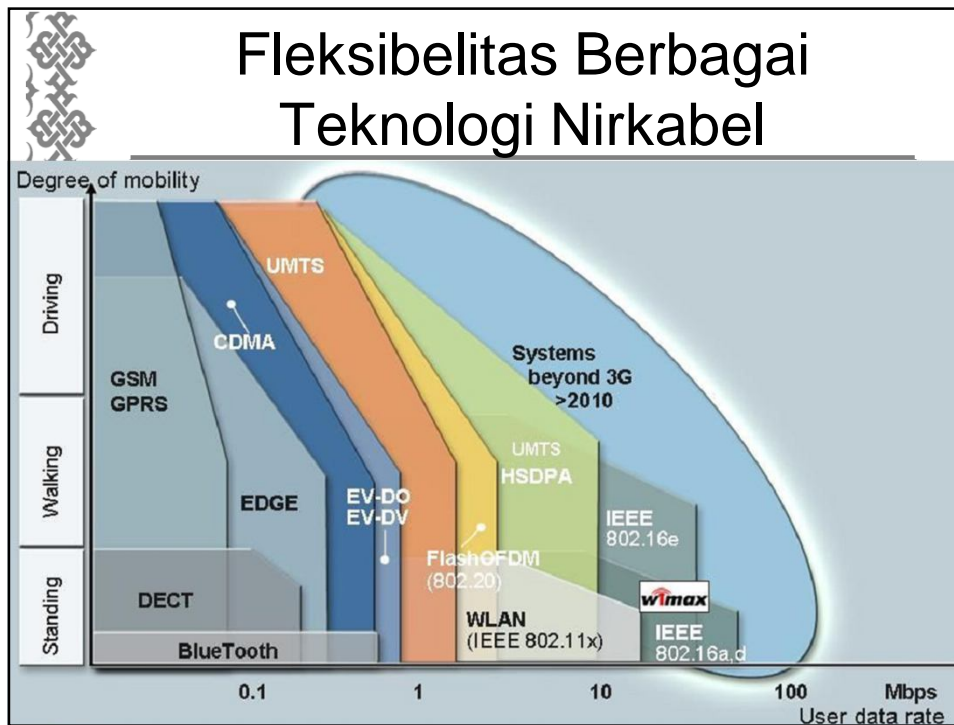 Fleksibelitas Berbagai
Teknologi Nirkabel
Degree of mobility
Driving
Walking
Standing
UMTS
CDMA
GSM
GPRS
Systems
beyond 3G
>2010
UMTS
HSDPA
EDGE
EV-DO
EV-DV
IEEE
802.16e
FlashOFDM
(802.20)
DECT
WLAN
(IEEE 802.11x)
wimax
IEEE
802.16a,d
BlueTooth
0.1 1 10 100 Mbps
User data rate